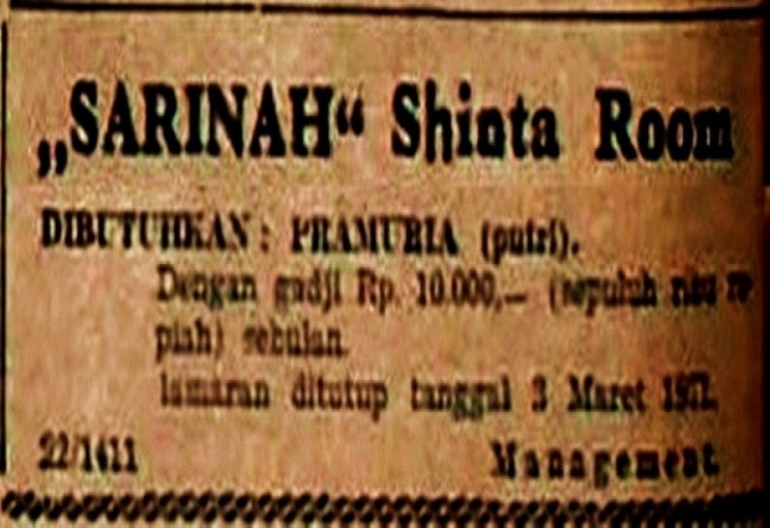 „SARINAH“ Shinta Room
DIBUTUHKAN : PRAMURIA (putri).
Dengan gadji Rp. 10.000,— (sepuluh ribu ru-
piah) sebulan.
lamaran ditutup tanggal 3 Maret
22/1411 Management